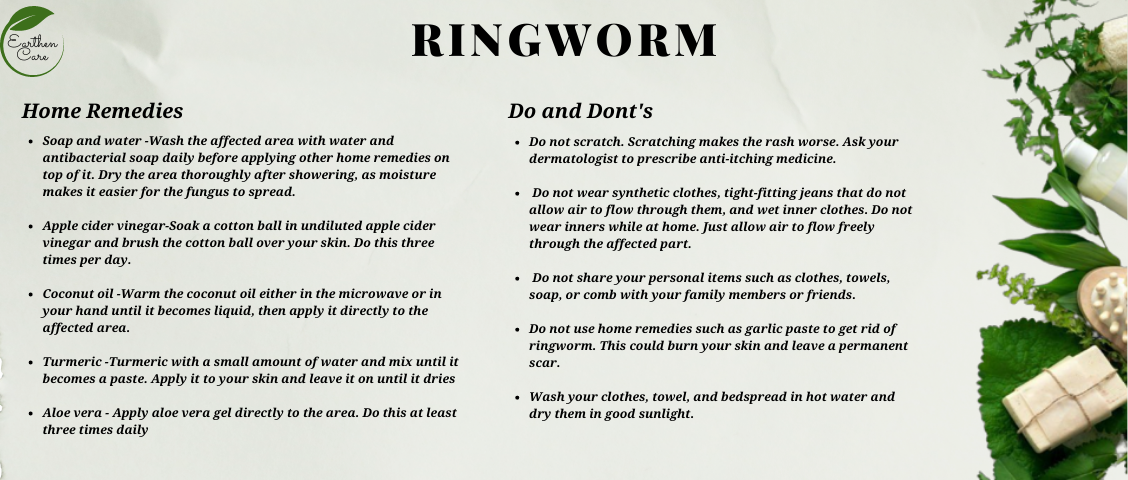 Earthen
Care
RINGWORM
Home Remedies
• Soap and water -Wash the affected area with water and
antibacterial soap daily before applying other home remedies on
top of it. Dry the area thoroughly after showering, as moisture
makes it easier for the fungus to spread.
• Apple cider vinegar-Soak a cotton ball in undiluted apple cider
vinegar and brush the cotton ball over your skin. Do this three
times per day.
• Coconut oil -Warm the coconut oil either in the microwave or in
your hand until it becomes liquid, then apply it directly to the
affected area.
• Turmeric -Turmeric with a small amount of water and mix until it
becomes a paste. Apply it to your skin and leave it on until it dries
• Aloe vera - Apply aloe vera gel directly to the area. Do this at least
three times daily
Do and Dont's
• Do not scratch. Scratching makes the rash worse. Ask your
dermatologist to prescribe anti-itching medicine.
• Do not wear synthetic clothes, tight-fitting jeans that do not
allow air to flow through them, and wet inner clothes. Do not
wear inners while at home. Just allow air to flow freely
through the affected part.
• Do not share your personal items such as clothes, towels,
soap, or comb with your family members or friends.
• Do not use home remedies such as garlic paste to get rid of
ringworm. This could burn your skin and leave a permanent
scar.
• Wash your clothes, towel, and bedspread in hot water and
dry them in good sunlight.